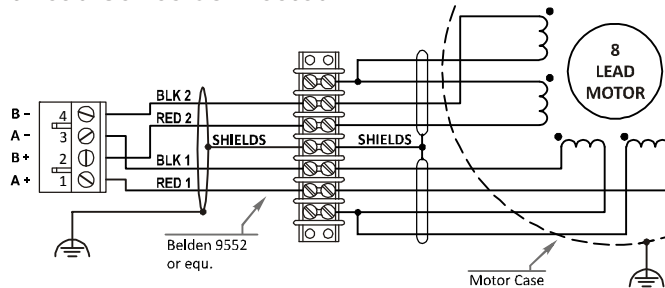 8
LEAD
MOTOR
B -
A -
B +
A +
4
3
2
1
BLK 2
RED 2
SHIELDS
SHIELDS
BLK 1
RED 1
Belden 9552
or equ.
Motor Case